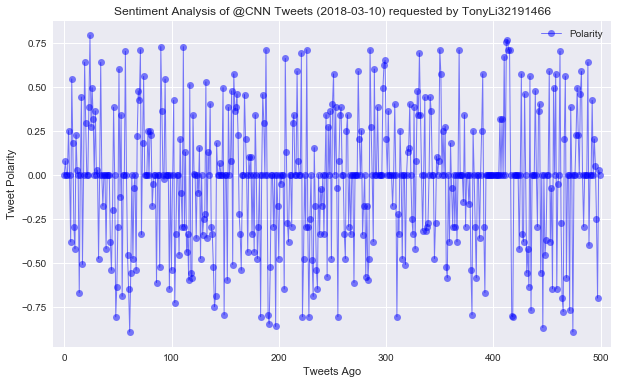 Sentiment Analysis of @CNN Tweets (2018-03-10) requested by TonyLi32191466
Polarity
0.75
0.50
0.25
0.00
−0.25
−0.50
−0.75
Tweet Polarity
0 100 200 300 400 500
Tweets Ago